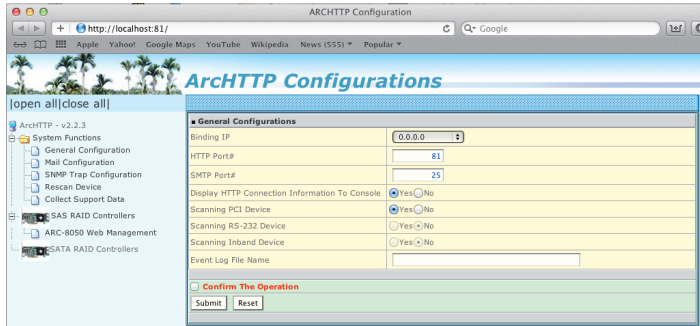 ARCHTTP Configuration
http://localhost:81/
Google
Apple Yahoo! Google Maps YouTube Wikipedia News (555) ▾ Popular ▾
ArcHTTP Configurations
|open all|close all|
ArcHTTP - v2.2.3
System Functions
General Configuration
Mail Configuration
SNMP Trap Configuration
Rescan Device
Collect Support Data
SAS RAID Controllers
ARC-8050 Web Management
SATA RAID Controllers
General Configurations
Binding IP 0.0.0.0
HTTP Port# 81
SMTP Port# 25
Display HTTP Connection Information To Console Yes No
Scanning PCI Device Yes No
Scanning RS-232 Device Yes No
Scanning Inband Device Yes No
Event Log File Name
Confirm The Operation
Submit Reset